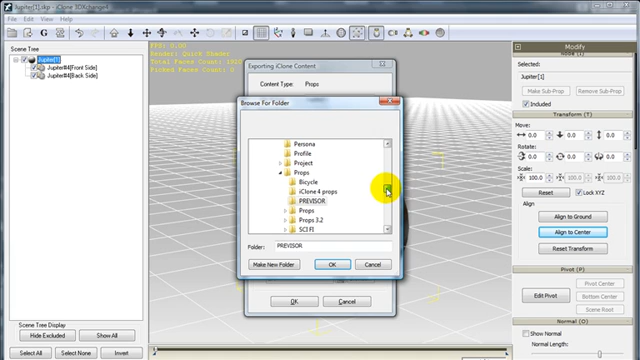 Jupiter[1].skp - iClone 3DXchange4
File Edit View Help
Scene Tree
Jupiter[1]
Jupiter#4[Front Side]
Jupiter#4[Back Side]
Scene Tree Display
Hide Excluded Show All
Select All Select None Invert
FPS: 0.00
Render: Quick Shader
Picked Faces Count: 0
Exporting iClone Content
Content Type: Props
Browse For Folder
Persona
Profile
Project
Props
Bicycle
iClone 4 props
PREVISOR
Props
Props 3.2
SCI FI
Folder: PREVISOR
Make New Folder OK Cancel
OK Cancel
Modify
Selected:
Jupiter[1]
Make Sub-Prop Remove Sub-Prop
Included
Transform (T)
Move:
0.0 0.0 0.0
Rotate:
0.0 0.0 0.0
Scale:
100.0 100.0 100.0
Reset Lock XYZ
Align
Align to Ground
Align to Center
Reset Transform
Pivot (P)
Edit Pivot
Pivot Center
Bottom Center
Scene Root
Normal (O)
Show Normal
Normal Length: